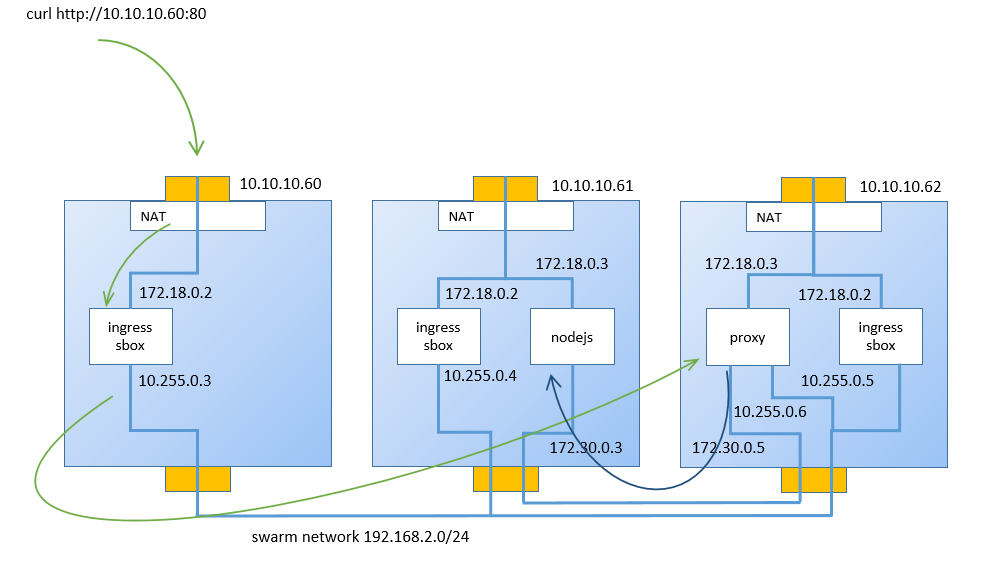 curl http://10.10.10.60:80
10.10.10.60
10.10.10.61
10.10.10.62
NAT
NAT
NAT
172.18.0.3
172.18.0.3
172.18.0.2
172.18.0.2
172.18.0.2
ingress
sbox
ingress
sbox
nodejs
proxy
ingress
sbox
10.255.0.3
10.255.0.4
10.255.0.5
10.255.0.6
172.30.0.3
172.30.0.5
swarm network 192.168.2.0/24